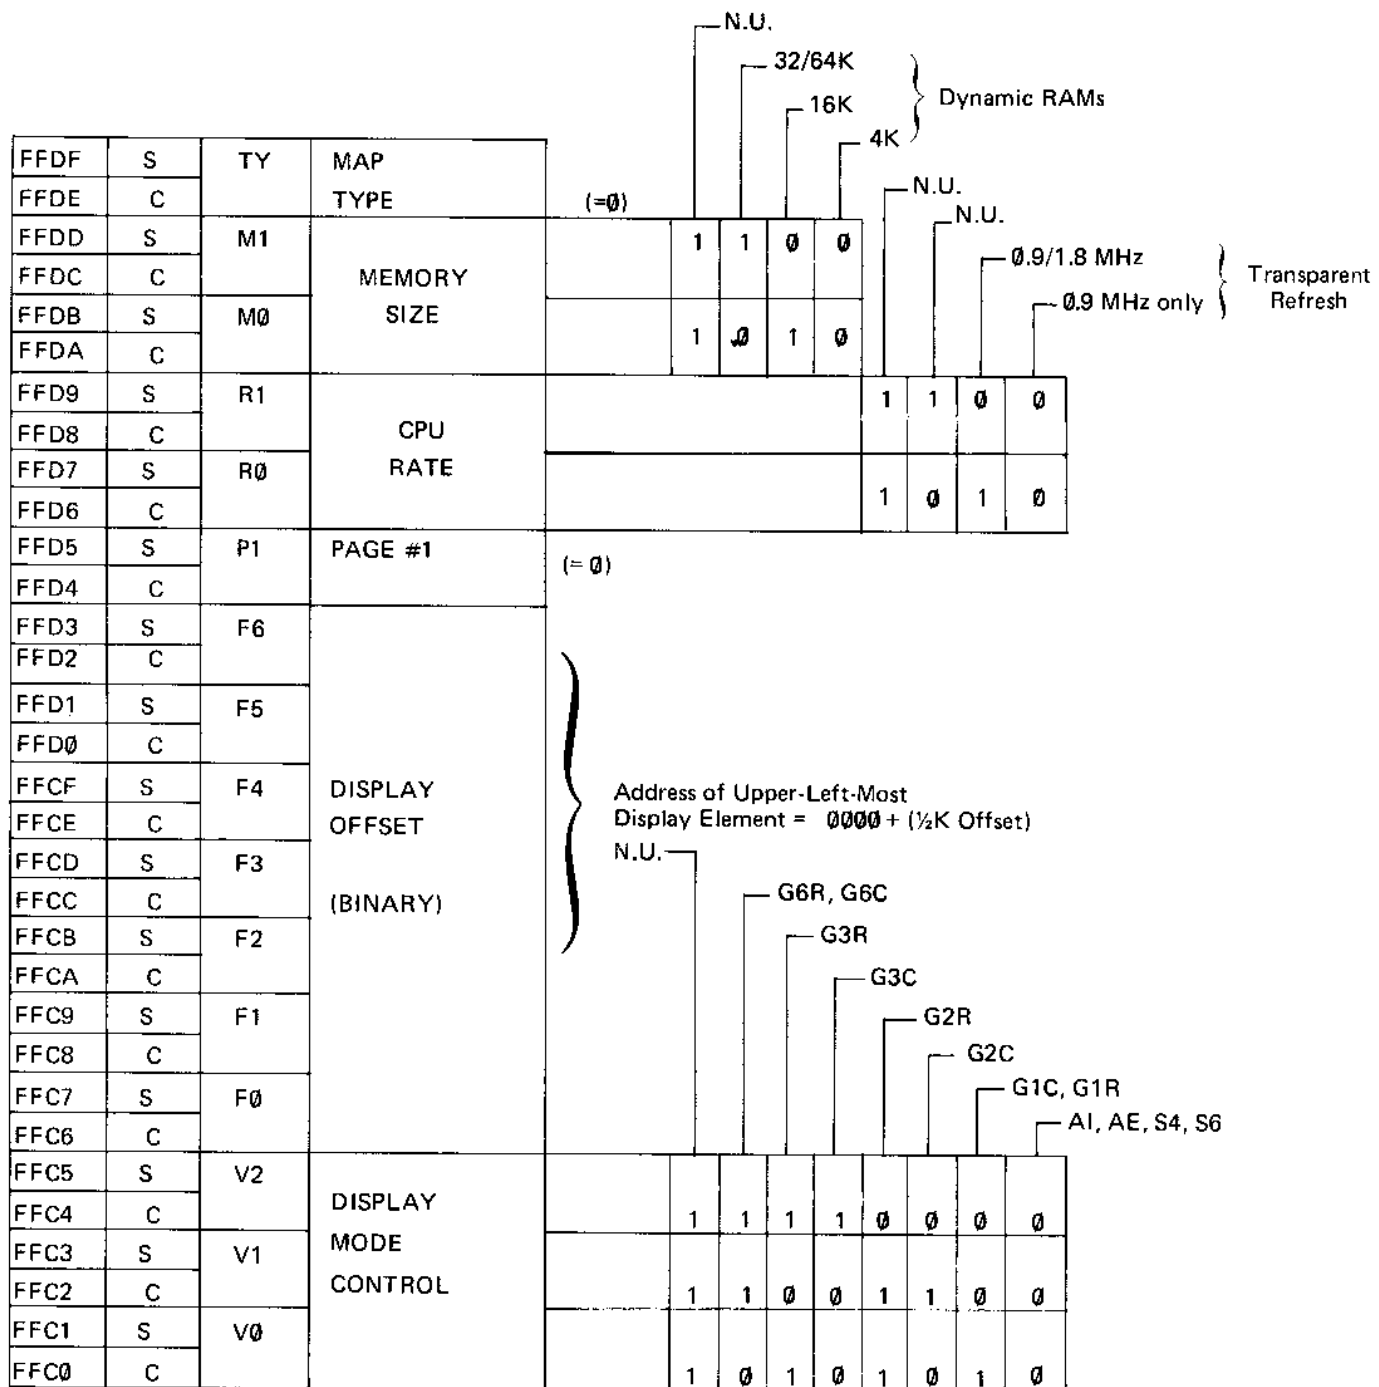 N.U.
32/64K
16K
4K
Dynamic RAMs
N.U.
N.U.
Ø.9/1.8 MHz
Ø.9 MHz only
Transparent
Refresh
FFDF S TY MAP
FFDE C TYPE (=Ø)
FFDD S M1 1 1 Ø Ø
FFDC C MEMORY
FFDB S MØ SIZE
FFDA C 1 Ø 1 Ø
FFD9 S R1 1 1 Ø Ø
FFD8 C CPU
FFD7 S RØ RATE
FFD6 C 1 Ø 1 Ø
FFD5 S P1 PAGE #1 (= Ø)
FFD4 C
FFD3 S F6
FFD2 C
FFD1 S F5
FFDØ C
FFCF S F4 DISPLAY
FFCE C OFFSET
Address of Upper-Left-Most
Display Element = ØØØØ + (½K Offset)
FFCD S F3
FFCC C (BINARY)
FFCB S F2
FFCA C
FFC9 S F1
FFC8 C
FFC7 S FØ
FFC6 C
N.U.
G6R, G6C
G3R
G3C
G2R
G2C
G1C, G1R
AI, AE, S4, S6
FFC5 S V2
FFC4 C DISPLAY 1 1 1 1 Ø Ø Ø Ø
FFC3 S V1 MODE
FFC2 C CONTROL 1 1 Ø Ø 1 1 Ø Ø
FFC1 S VØ
FFCØ C 1 Ø 1 Ø 1 Ø 1 Ø